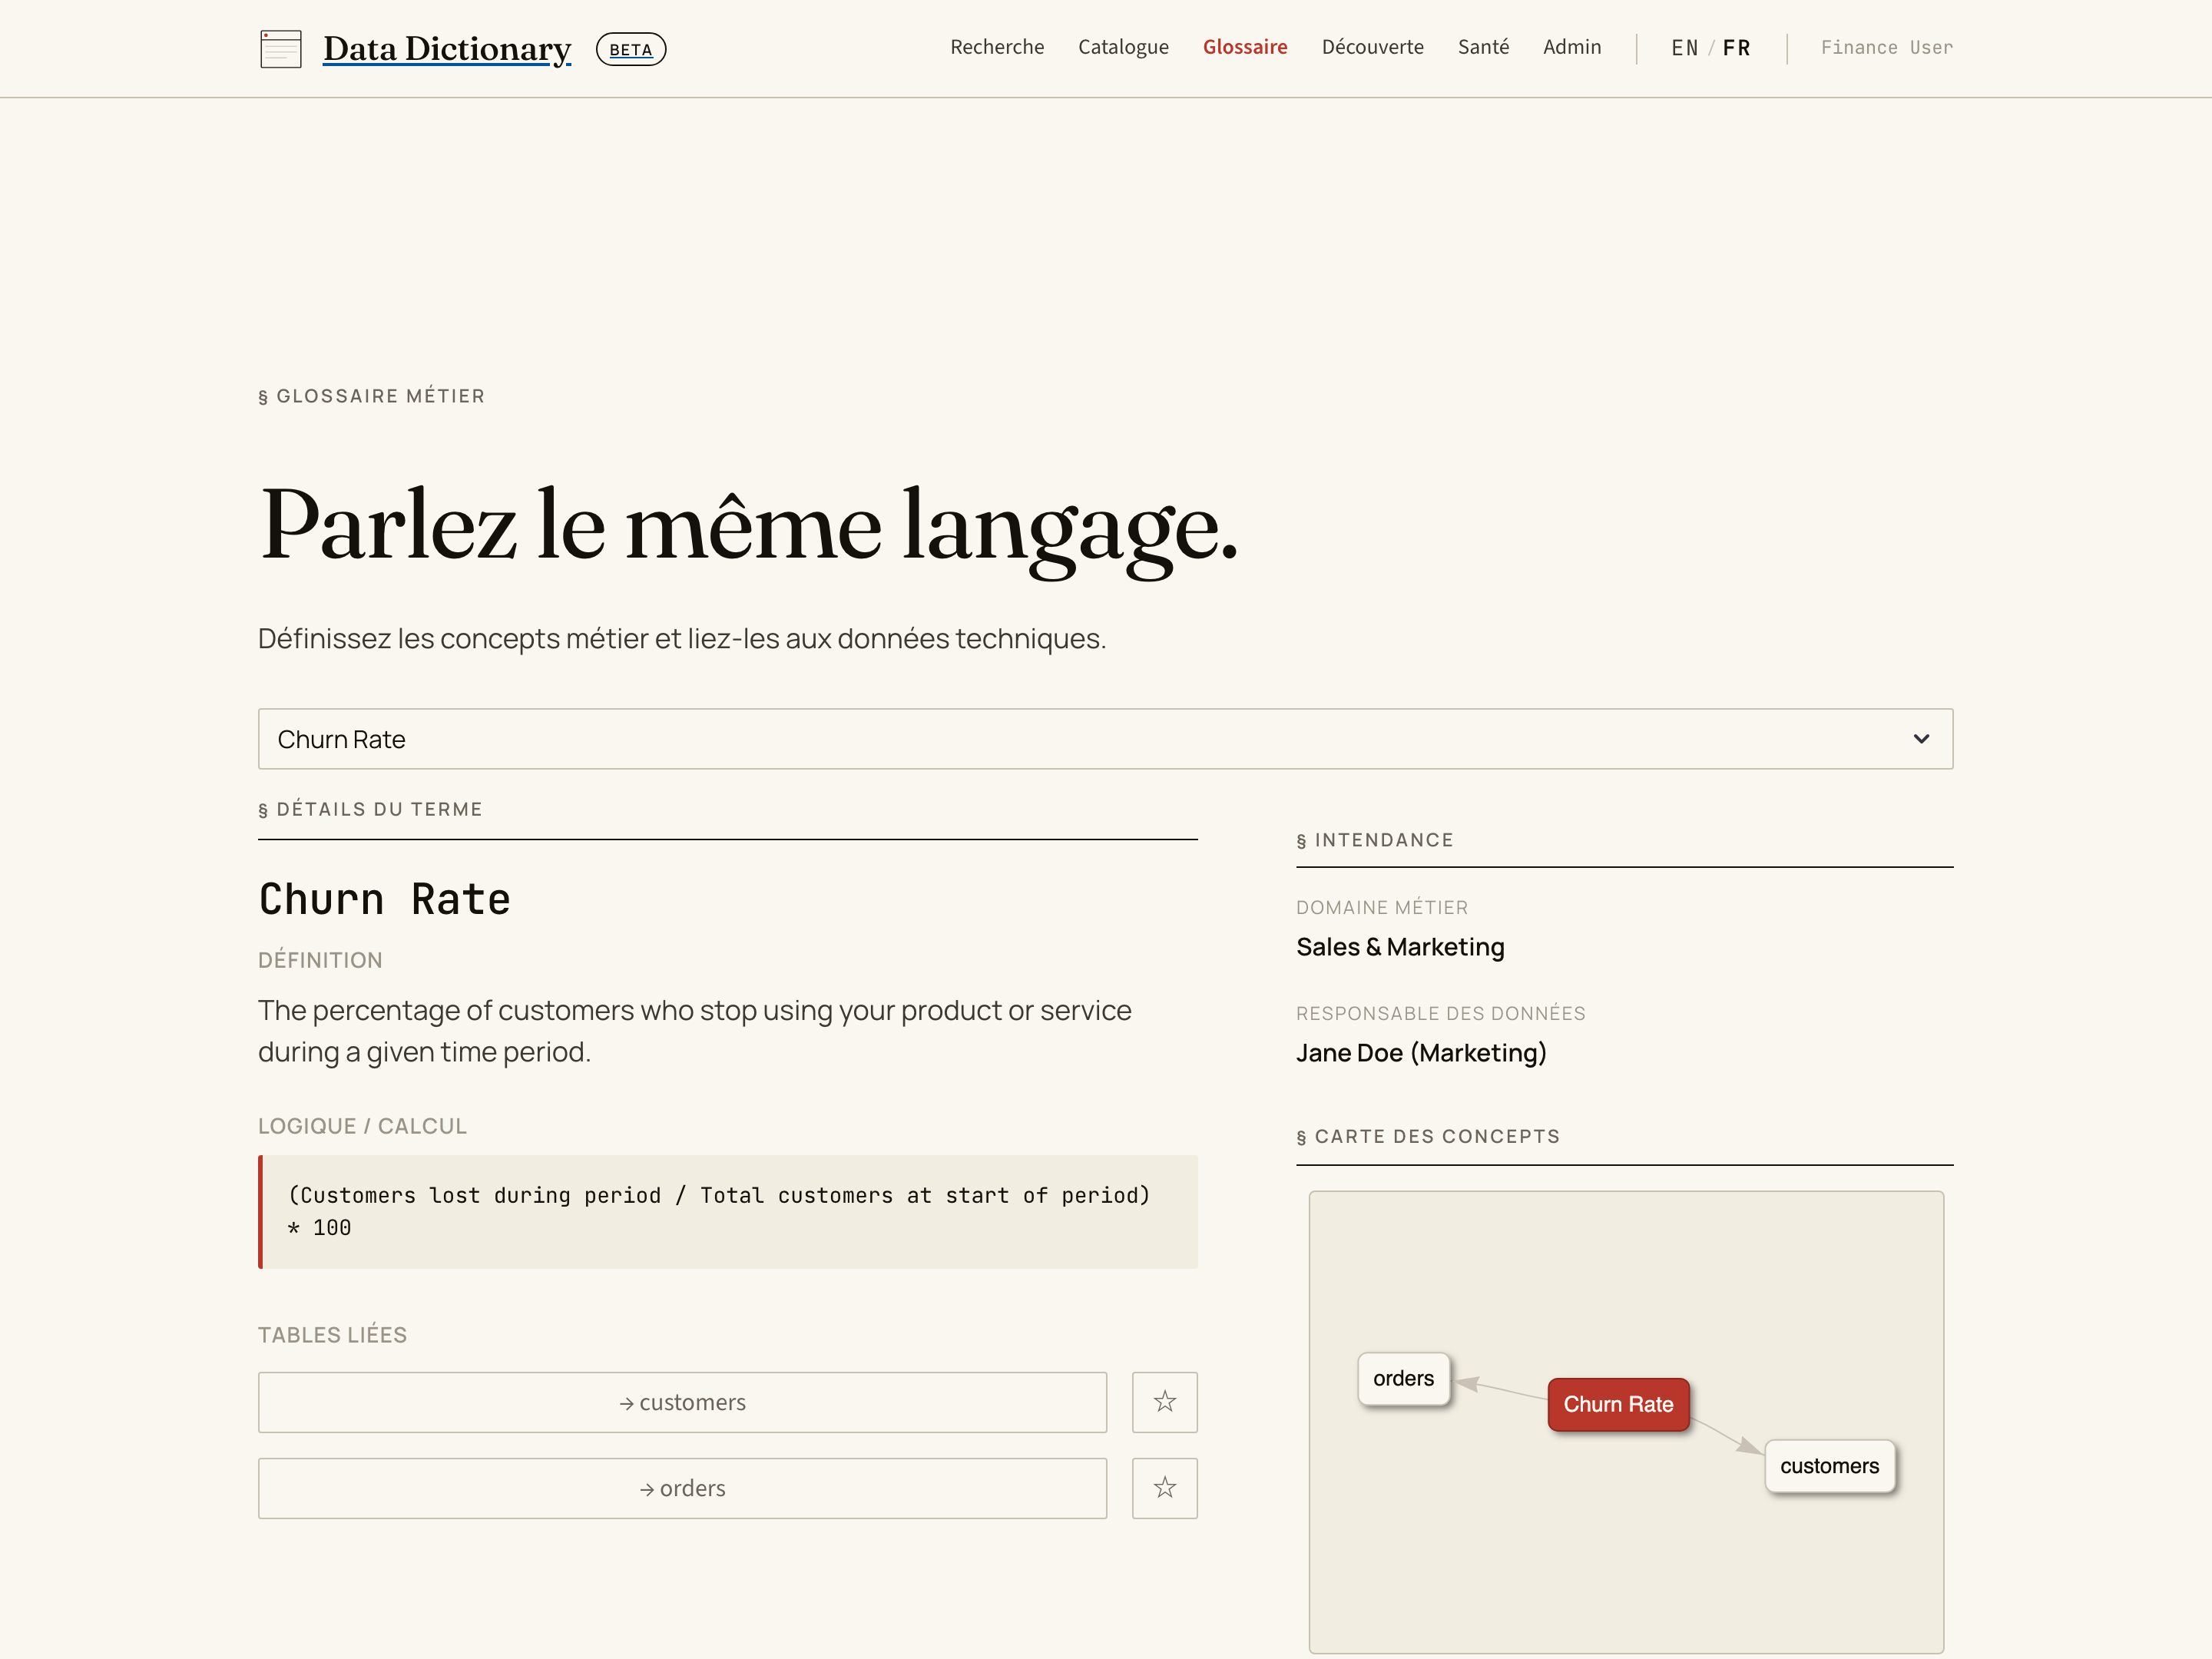 Data Dictionary
BETA
Recherche
Catalogue
Glossaire
Découverte
Santé
Admin
EN / FR
Finance User
§ GLOSSAIRE MÉTIER
Parlez le même langage.
Définissez les concepts métier et liez-les aux données techniques.
Churn Rate
§ DÉTAILS DU TERME
Churn Rate
DÉFINITION
The percentage of customers who stop using your product or service
during a given time period.
LOGIQUE / CALCUL
(Customers lost during period / Total customers at start of period)
* 100
TABLES LIÉES
→ customers
☆
→ orders
☆
§ INTENDANCE
DOMAINE MÉTIER
Sales & Marketing
RESPONSABLE DES DONNÉES
Jane Doe (Marketing)
§ CARTE DES CONCEPTS
orders
Churn Rate
customers